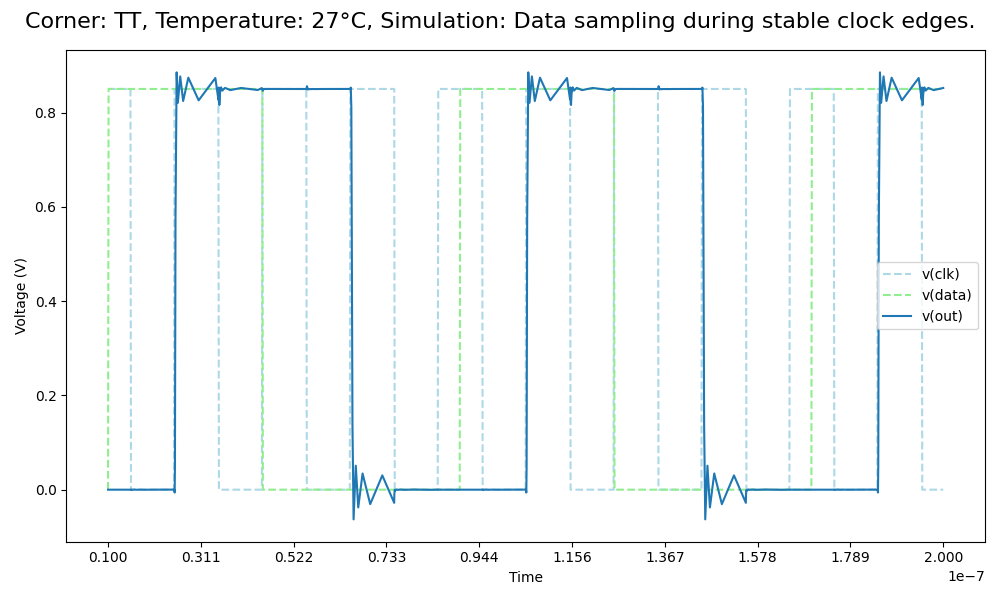 Corner: TT, Temperature: 27°C, Simulation: Data sampling during stable clock edges.
Voltage (V)
0.8
0.6
0.4
0.2
0.0
v(clk)
v(data)
v(out)
0.100 0.311 0.522 0.733 0.944 1.156 1.367 1.578 1.789 2.000
Time
1e−7